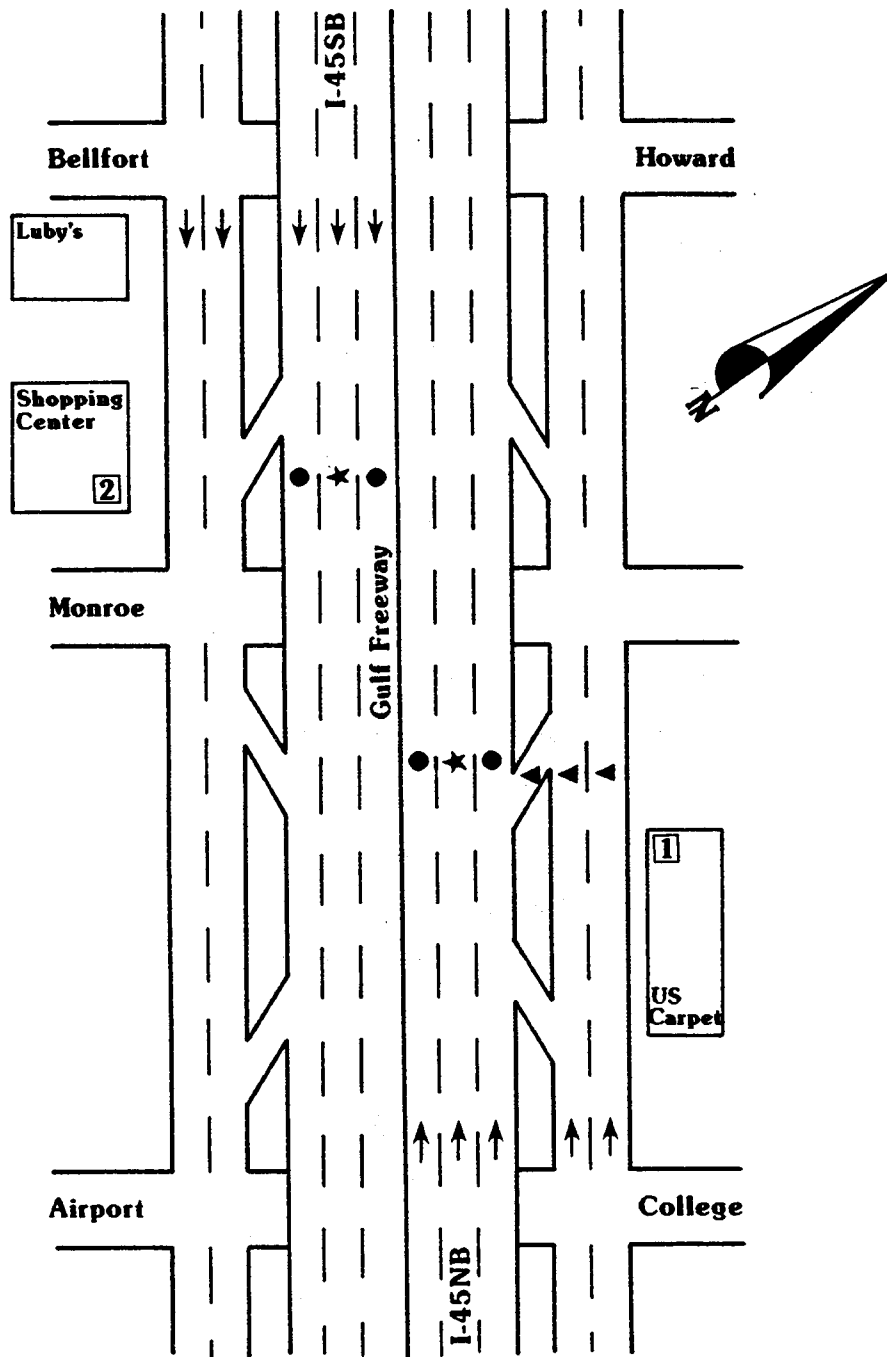 I-45SB
Bellfort
Howard
Luby's
Shopping
Center
2
N
Monroe
Gulf Freeway
1
US
Carpet
Airport
College
I-45NB